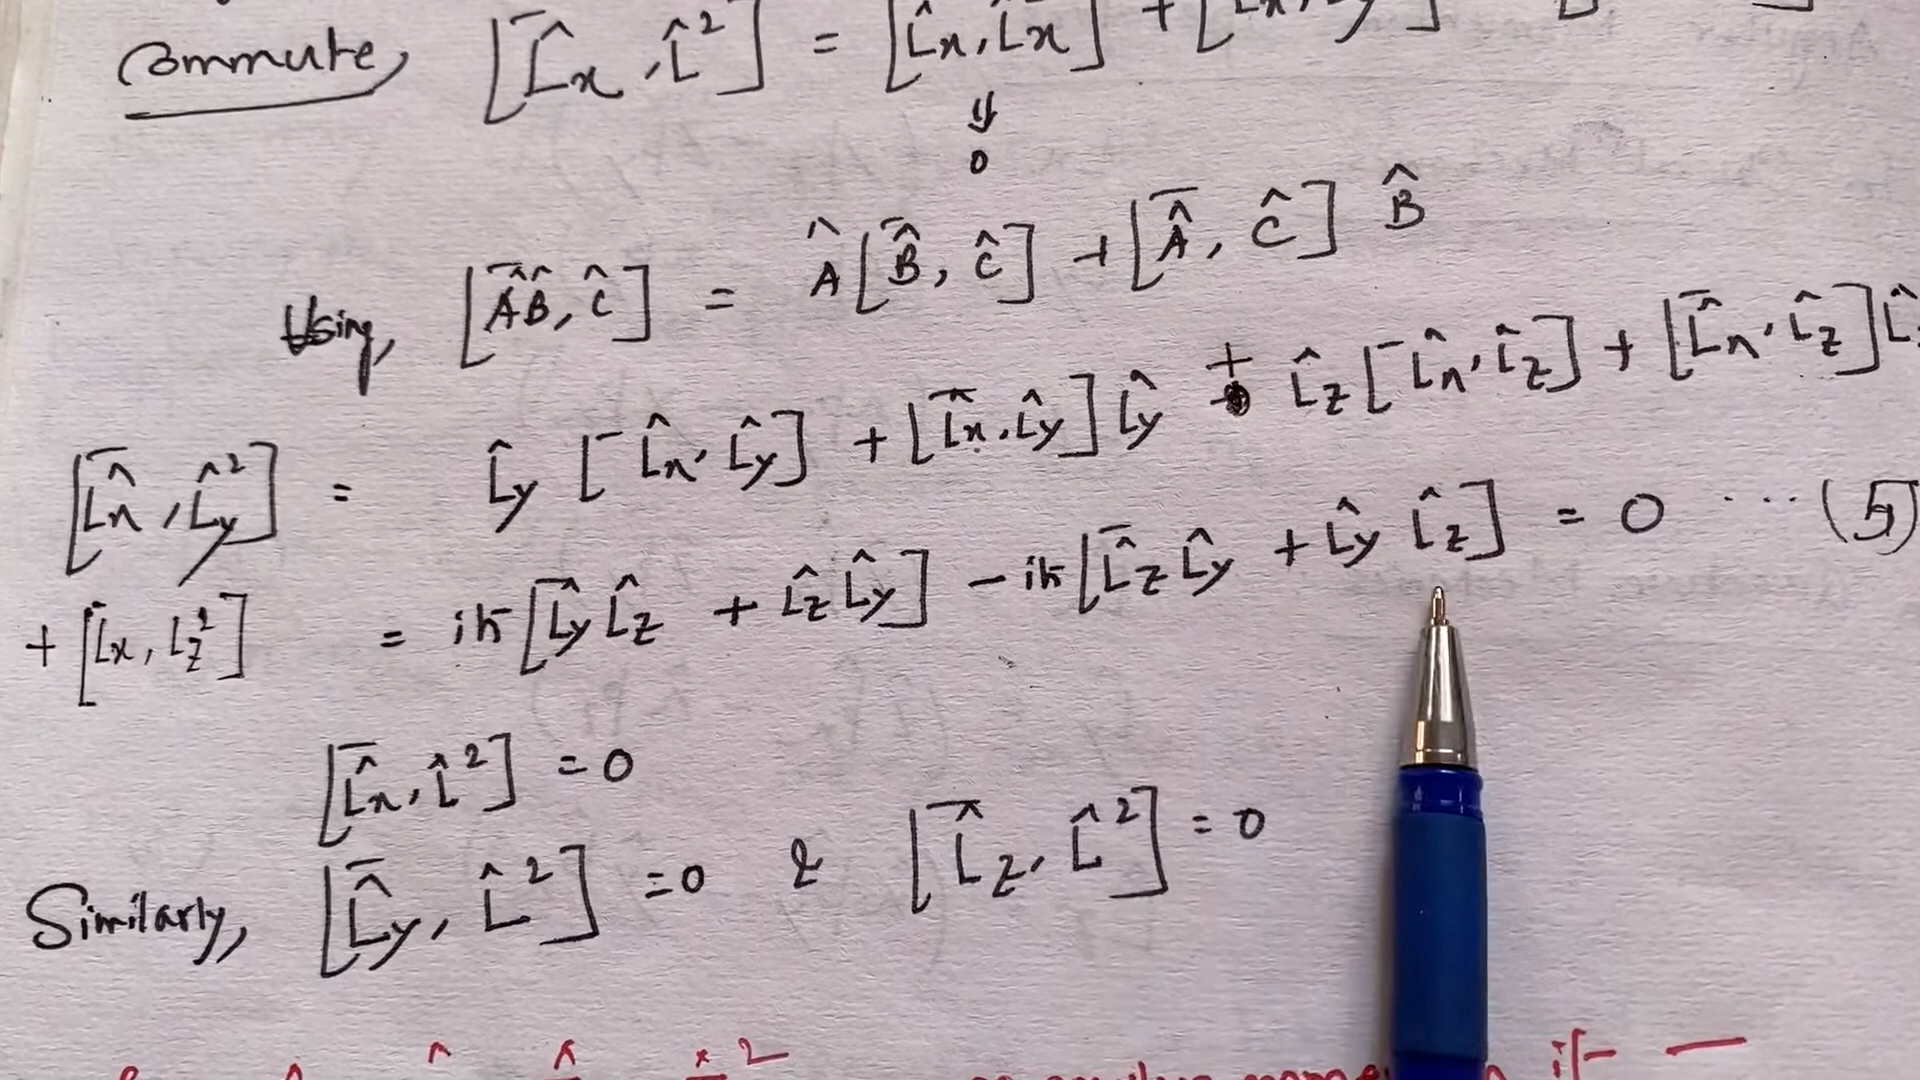 Commute, [L̂x, L̂²] = [L̂x, L̂x] + [Lx, Ly]
⇓
0
Using, [ÂB̂, Ĉ] = Â[B̂, Ĉ] + [Â, Ĉ] B̂
[L̂x, L̂y²] = L̂y [L̂x, L̂y] + [L̂x, L̂y] L̂y + L̂z [L̂x, L̂z] + [L̂x, L̂z] L̂
+ [Lx, Lz²] = iħ [L̂y L̂z + L̂z L̂y] − iħ [L̂z L̂y + L̂y L̂z] = 0 ... (5)
[L̂x, L̂²] = 0
Similarly, [L̂y, L̂²] = 0 & [L̂z, L̂²] = 0